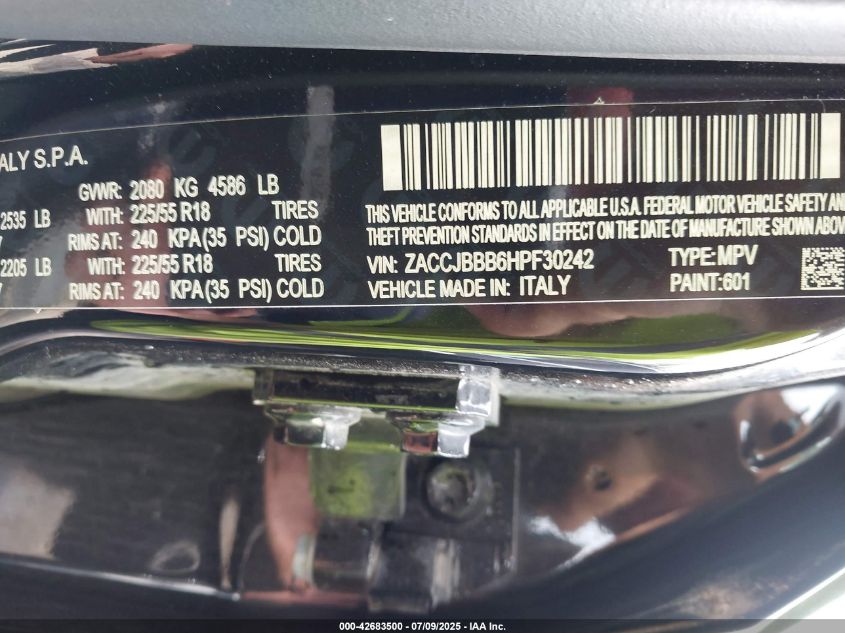 ALY S.P.A.
GVWR: 2080 KG 4586 LB
2535 LB WITH: 225/55 R18 TIRES
RIMS AT: 240 KPA(35 PSI) COLD
2205 LB WITH: 225/55 R18 TIRES
RIMS AT: 240 KPA(35 PSI) COLD
THIS VEHICLE CONFORMS TO ALL APPLICABLE U.S.A. FEDERAL MOTOR VEHICLE SAFETY AND
THEFT PREVENTION STANDARDS IN EFFECT ON THE DATE OF MANUFACTURE SHOWN ABOVE.
VIN: ZACCJBBB6HPF30242 TYPE: MPV
VEHICLE MADE IN: ITALY PAINT: 601
000-42683500 - 07/09/2025 - IAA Inc.